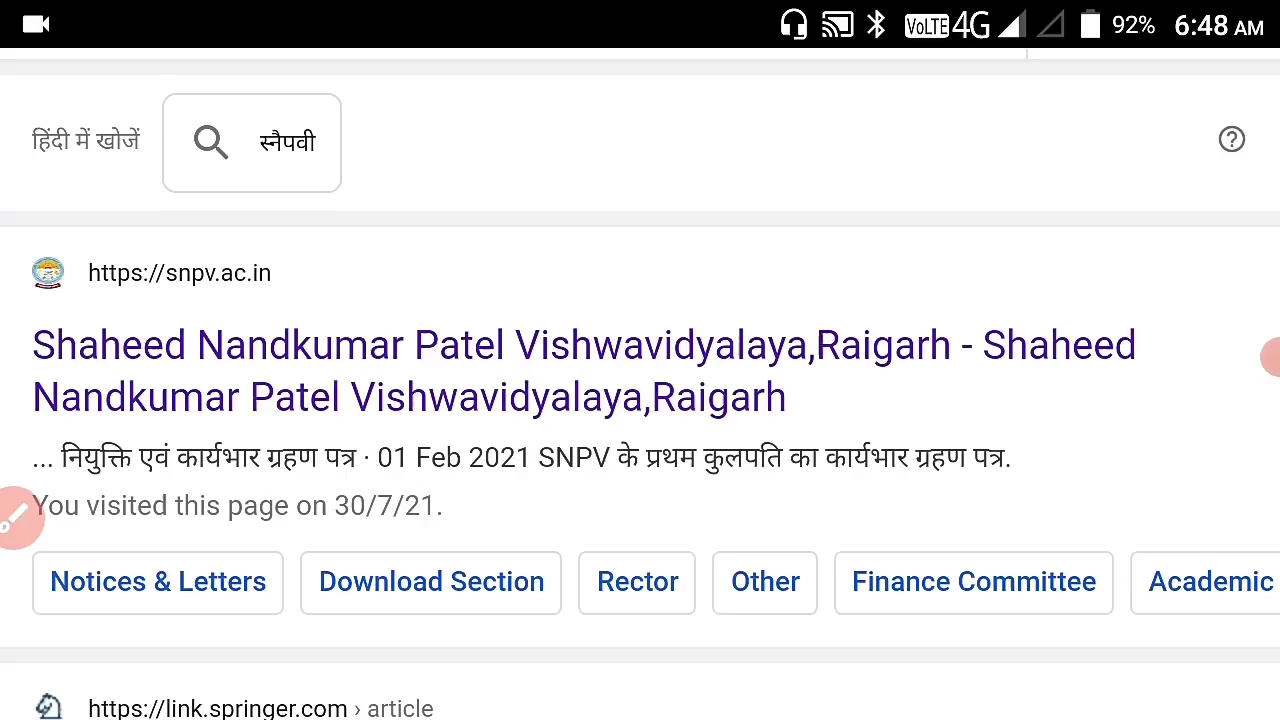 VoLTE 4G 92% 6:48 AM
हिंदी में खोजें स्नैपवी
https://snpv.ac.in
Shaheed Nandkumar Patel Vishwavidyalaya,Raigarh - Shaheed
Nandkumar Patel Vishwavidyalaya,Raigarh
... नियुक्ति एवं कार्यभार ग्रहण पत्र · 01 Feb 2021 SNPV के प्रथम कुलपति का कार्यभार ग्रहण पत्र.
You visited this page on 30/7/21.
Notices & Letters Download Section Rector Other Finance Committee Academic
https://link.springer.com › article